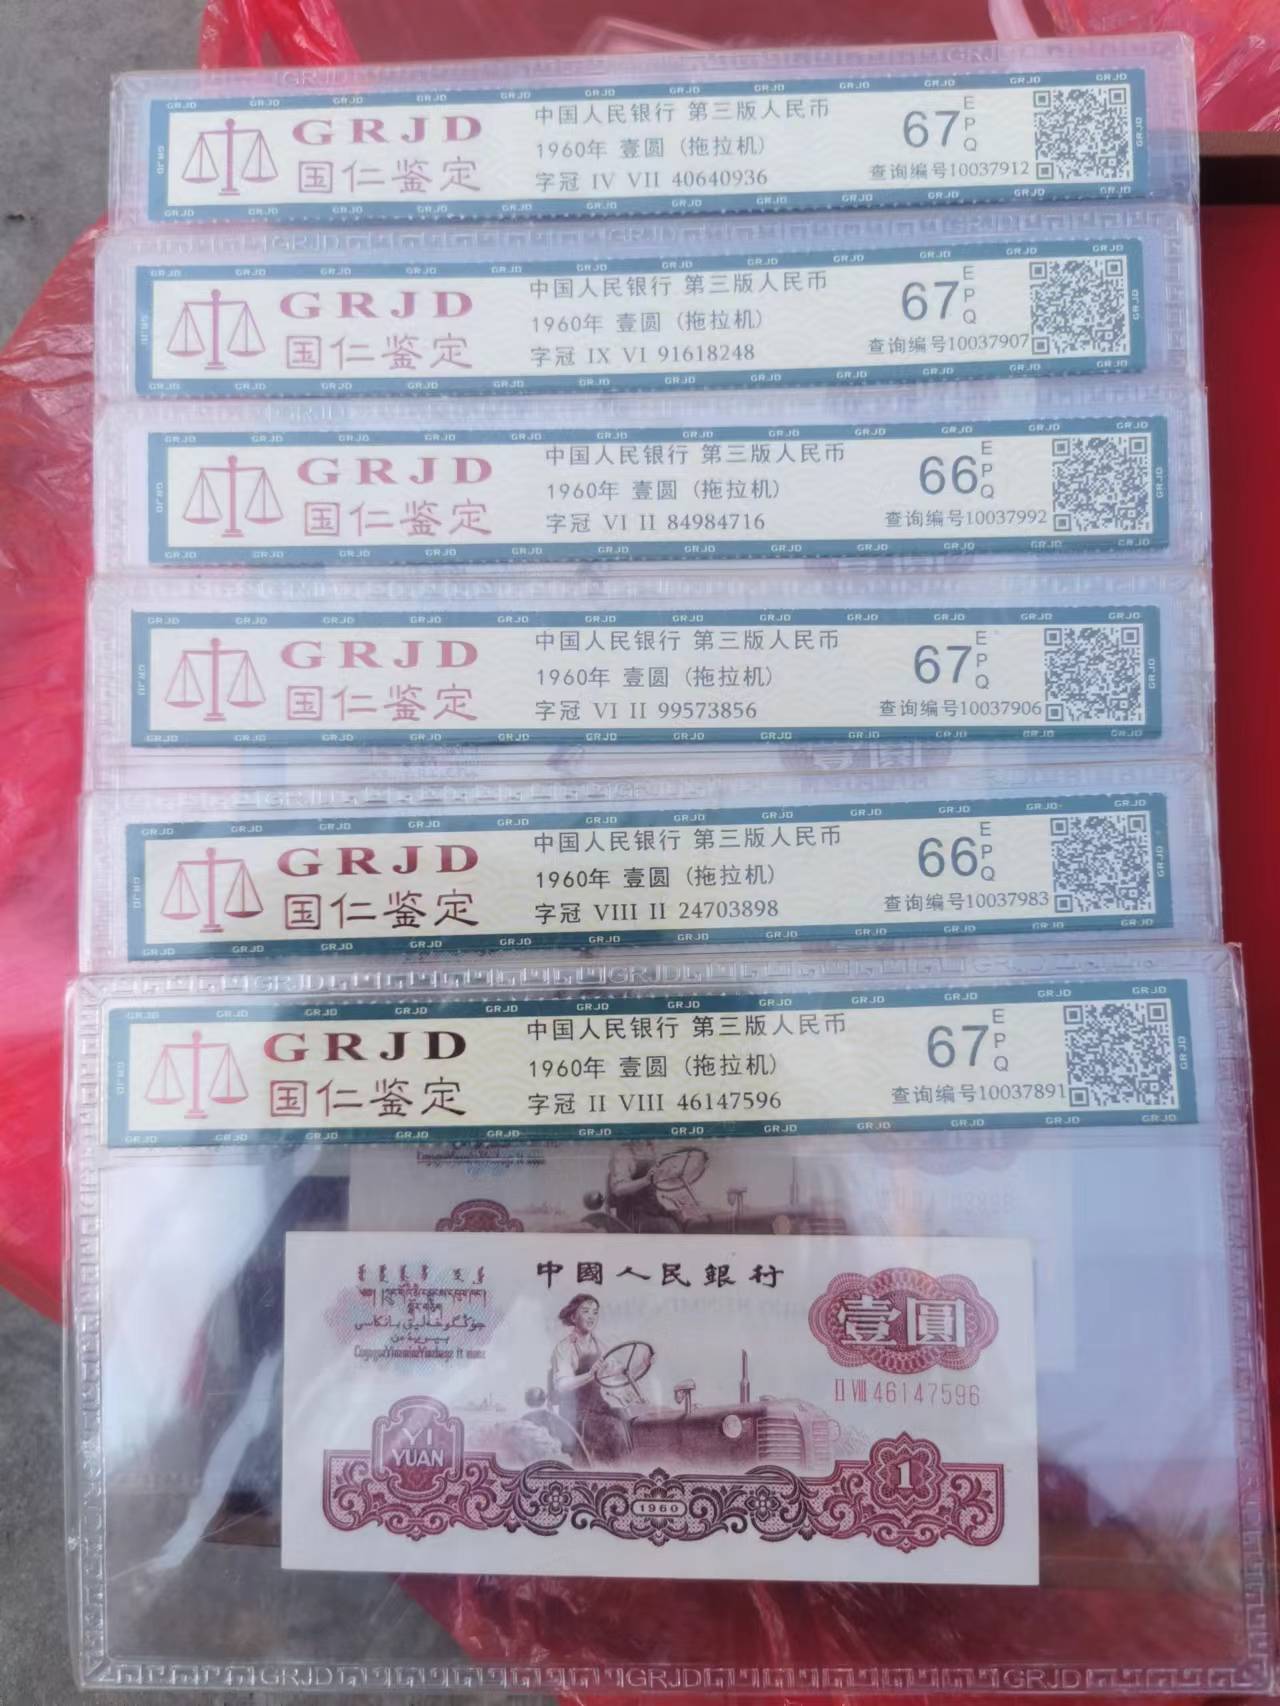 GRJD
国仁鉴定
中国人民银行 第三版人民币
1960年 壹圆 (拖拉机)
字冠 IV VII 40640936
67 EPQ
查询编号10037912
GRJD
国仁鉴定
中国人民银行 第三版人民币
1960年 壹圆 (拖拉机)
字冠 IX VI 91618248
67 EPQ
查询编号10037907
GRJD
国仁鉴定
中国人民银行 第三版人民币
1960年 壹圆 (拖拉机)
字冠 VI II 84984716
66 EPQ
查询编号10037992
GRJD
国仁鉴定
中国人民银行 第三版人民币
1960年 壹圆 (拖拉机)
字冠 VI II 99573856
67 EPQ
查询编号10037906
GRJD
国仁鉴定
中国人民银行 第三版人民币
1960年 壹圆 (拖拉机)
字冠 VIII II 24703898
66 EPQ
查询编号10037983
GRJD
国仁鉴定
中国人民银行 第三版人民币
1960年 壹圆 (拖拉机)
字冠 II VIII 46147596
67 EPQ
查询编号10037891
中國人民銀行
壹圓
II VIII 46147596
YI
YUAN
1960
1